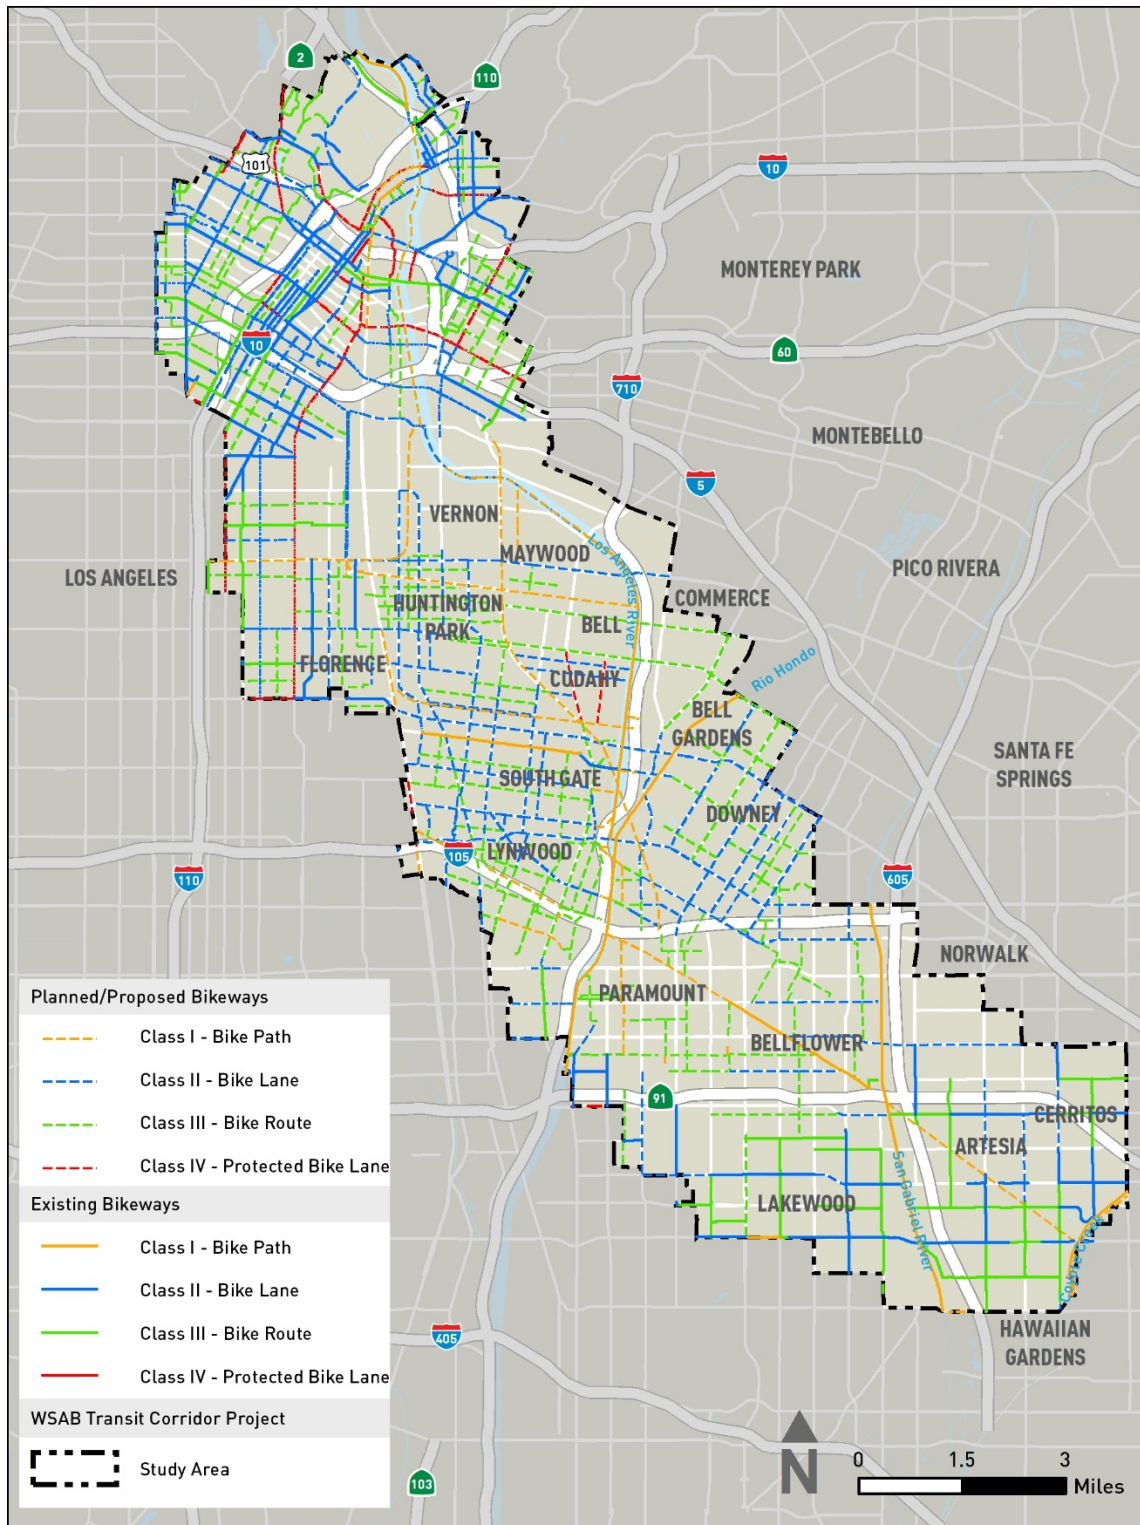 2
110
101
10
MONTEREY PARK
10
60
710
MONTEBELLO
5
VERNON
MAYWOOD
Los Angeles River
LOS ANGELES
PICO RIVERA
COMMERCE
HUNTINGTON
PARK
BELL
FLORENCE
CUDAHY
Rio Hondo
BELL
GARDENS
SANTA FE
SPRINGS
SOUTH GATE
DOWNEY
LYNWOOD
105
110
605
NORWALK
PARAMOUNT
BELLFLOWER
91
CERRITOS
ARTESIA
LAKEWOOD
San Gabriel River
Coyote Creek
HAWAIIAN
GARDENS
405
103
Planned/Proposed Bikeways
Class I - Bike Path
Class II - Bike Lane
Class III - Bike Route
Class IV - Protected Bike Lane
Existing Bikeways
Class I - Bike Path
Class II - Bike Lane
Class III - Bike Route
Class IV - Protected Bike Lane
WSAB Transit Corridor Project
Study Area
N
0 1.5 3
Miles